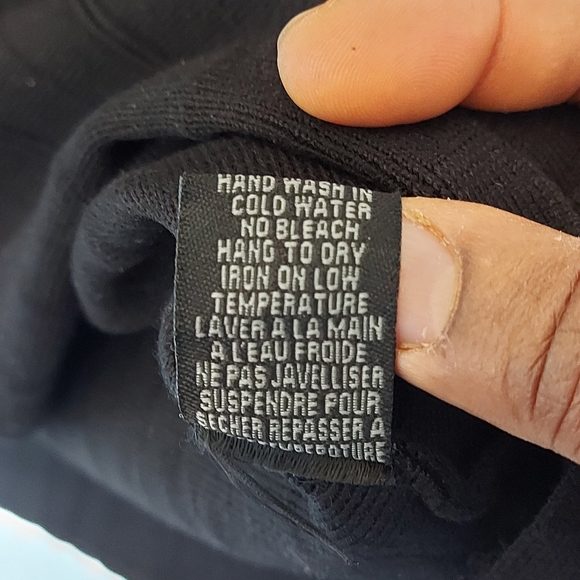 HAND WASH IN
COLD WATER
NO BLEACH
HANG TO DRY
IRON ON LOW
TEMPERATURE
LAVER A LA MAIN
A L'EAU FROIDE
NE PAS JAVELLISER
SUSPENDRE POUR
SECHER REPASSER A